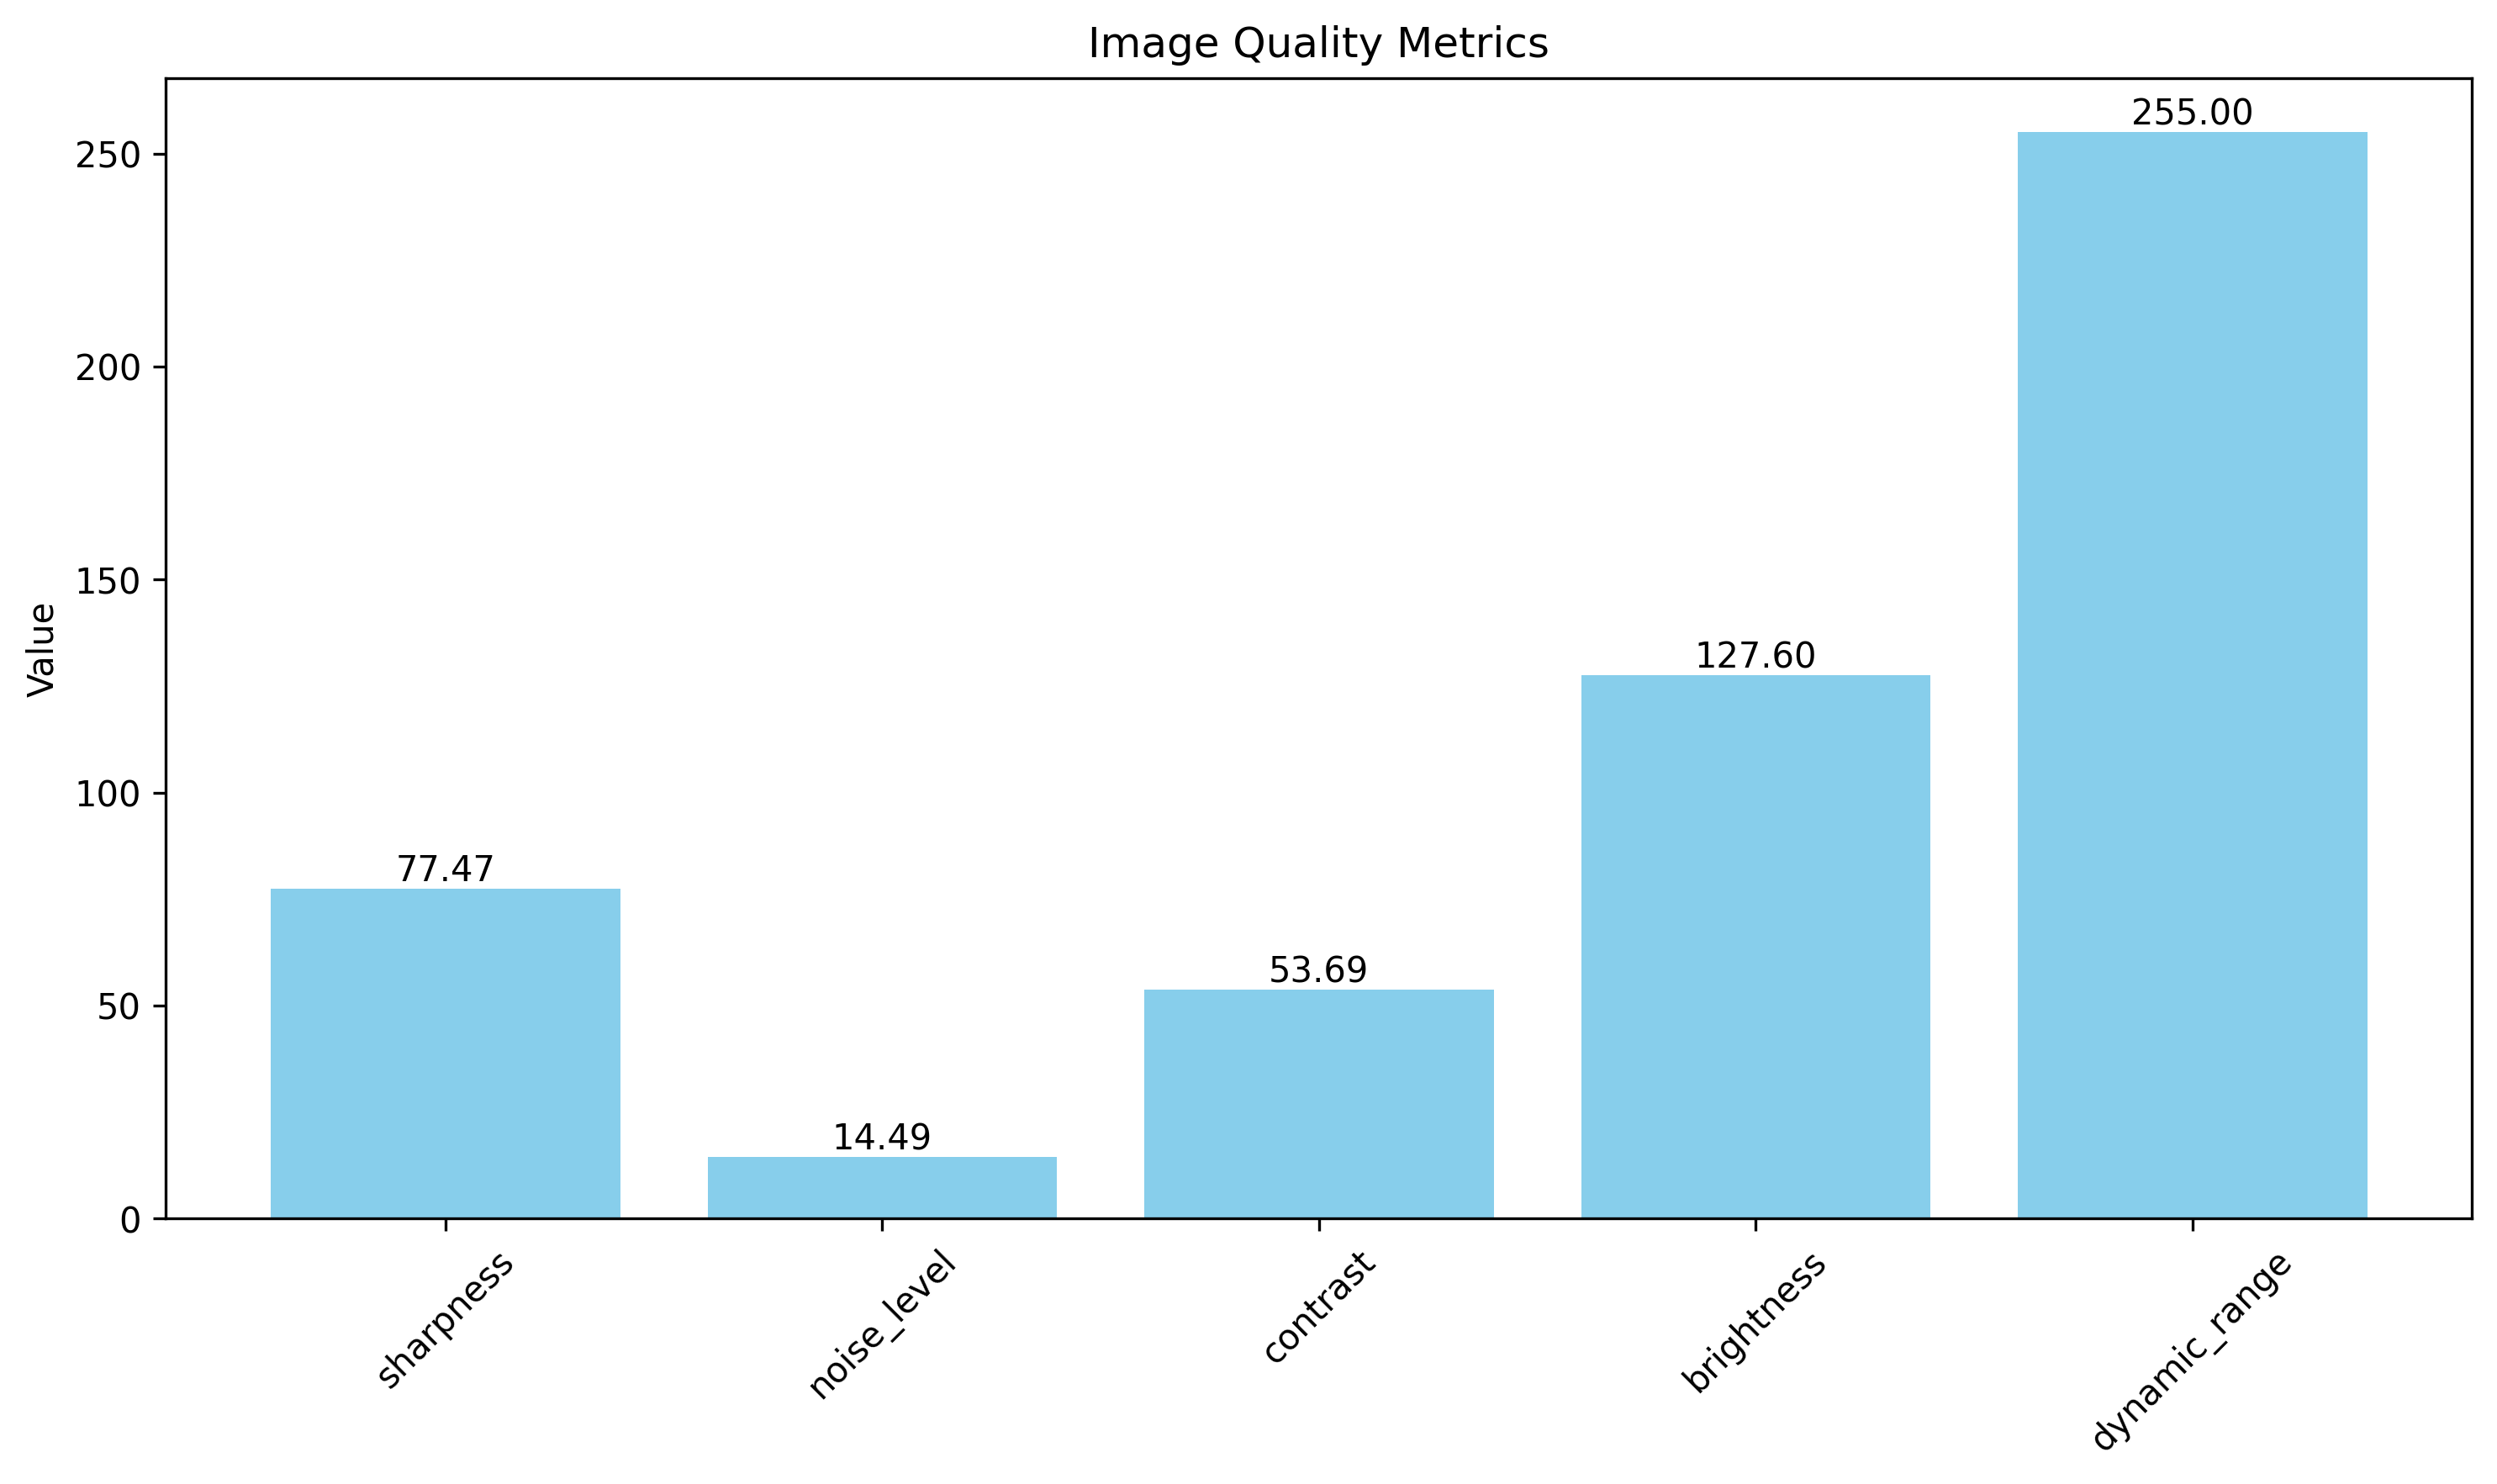 Image Quality Metrics
Value
250
200
150
100
50
0
77.47
14.49
53.69
127.60
255.00
sharpness
noise_level
contrast
brightness
dynamic_range